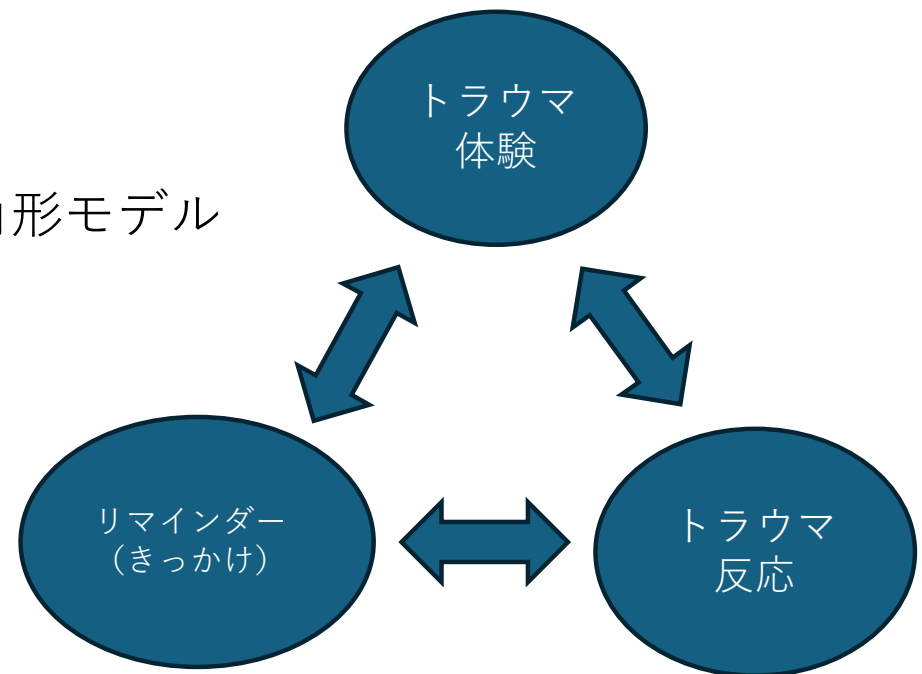 トラウマ
体験
形モデル
リマインダー
(きっかけ)
トラウマ
反応